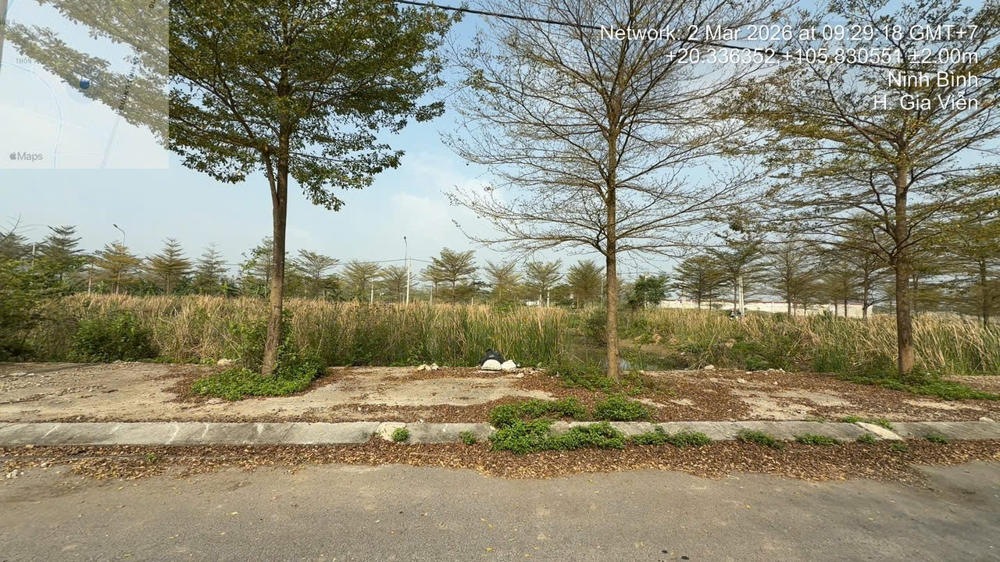 Network: 2 Mar 2026 at 09:29:18 GMT+7
+20.336352,+105.830551 ±2.00m
Ninh Bình
H. Gia Viễn
THÔN
Maps